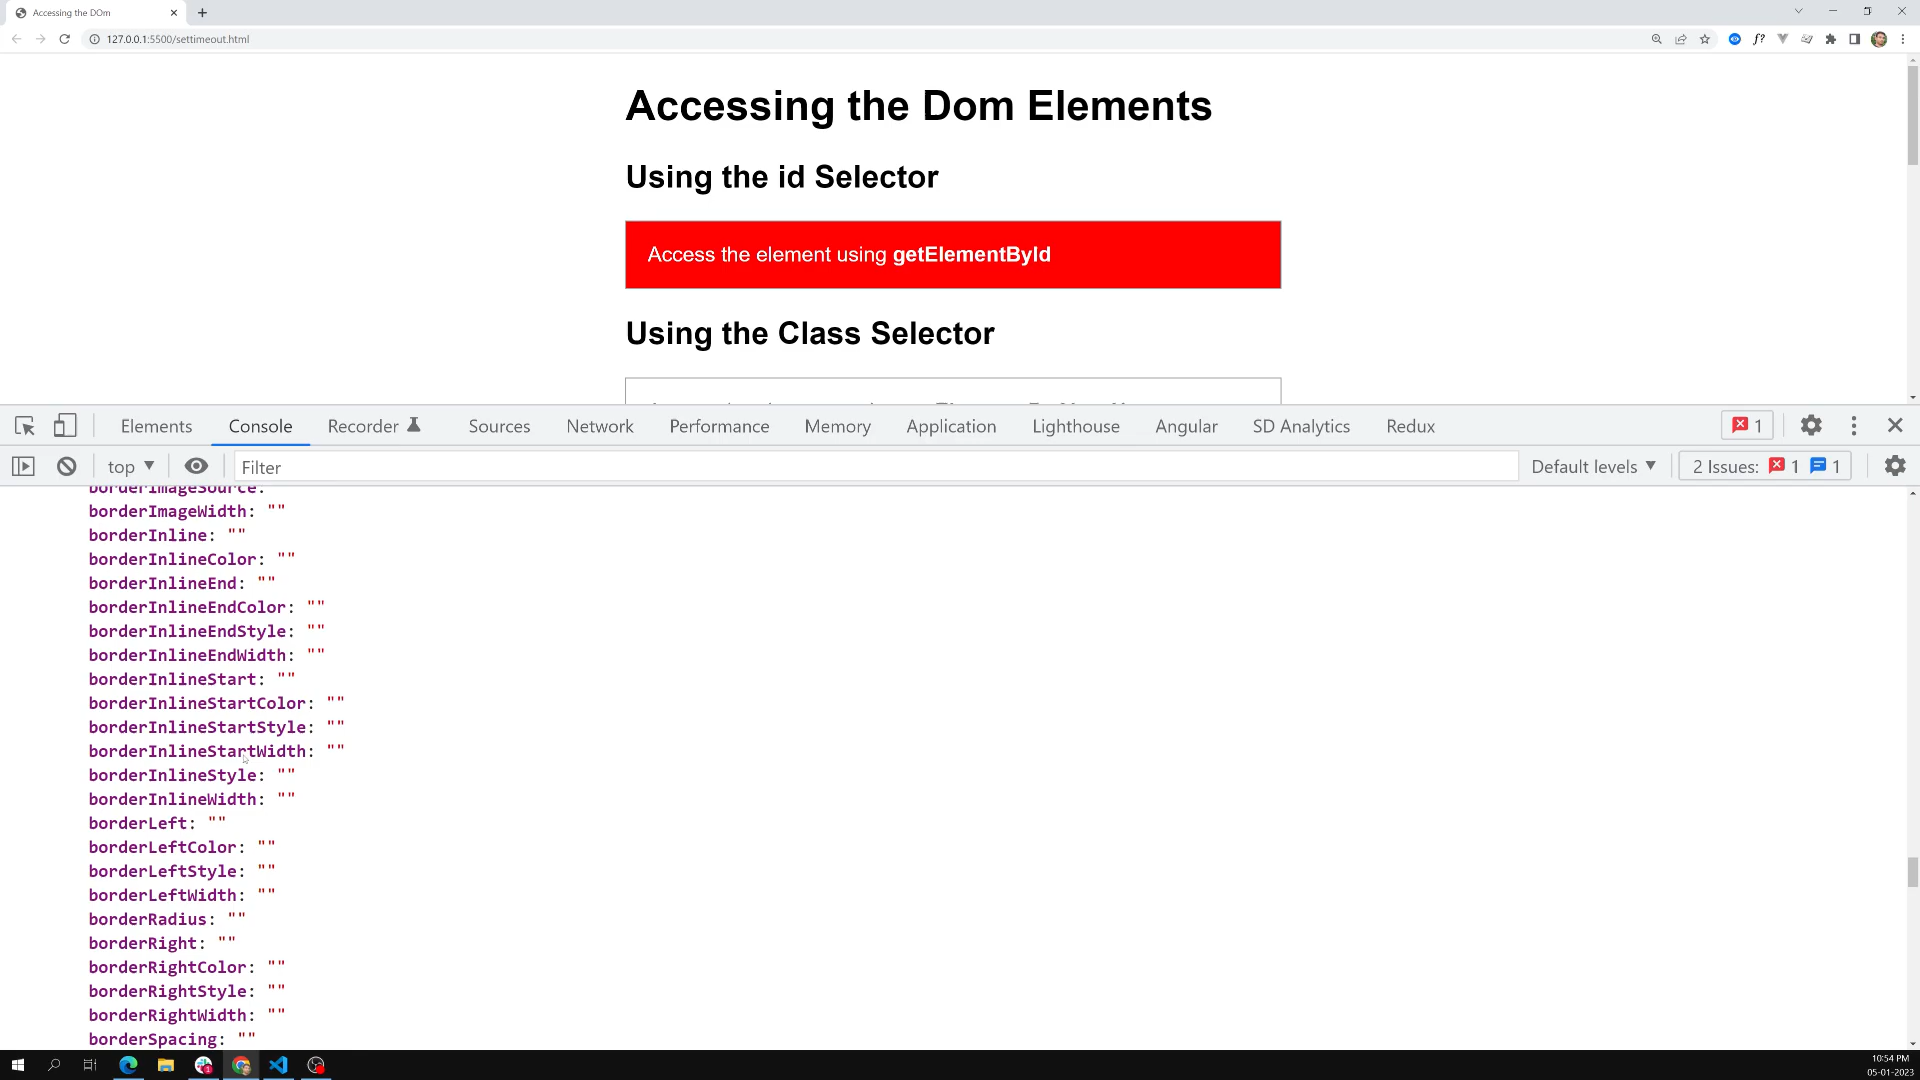 Accessing the DOm
127.0.0.1:5500/settimeout.html
f?
Accessing the Dom Elements
Using the id Selector
Access the element using getElementById
Using the Class Selector
Elements Console Recorder Sources Network Performance Memory Application Lighthouse Angular SD Analytics Redux 1
top Filter Default levels 2 Issues: 1 1
borderImageSource:
borderImageWidth: ""
borderInline: ""
borderInlineColor: ""
borderInlineEnd: ""
borderInlineEndColor: ""
borderInlineEndStyle: ""
borderInlineEndWidth: ""
borderInlineStart: ""
borderInlineStartColor: ""
borderInlineStartStyle: ""
borderInlineStartWidth: ""
borderInlineStyle: ""
borderInlineWidth: ""
borderLeft: ""
borderLeftColor: ""
borderLeftStyle: ""
borderLeftWidth: ""
borderRadius: ""
borderRight: ""
borderRightColor: ""
borderRightStyle: ""
borderRightWidth: ""
borderSpacing: ""
10:54 PM
05-01-2023